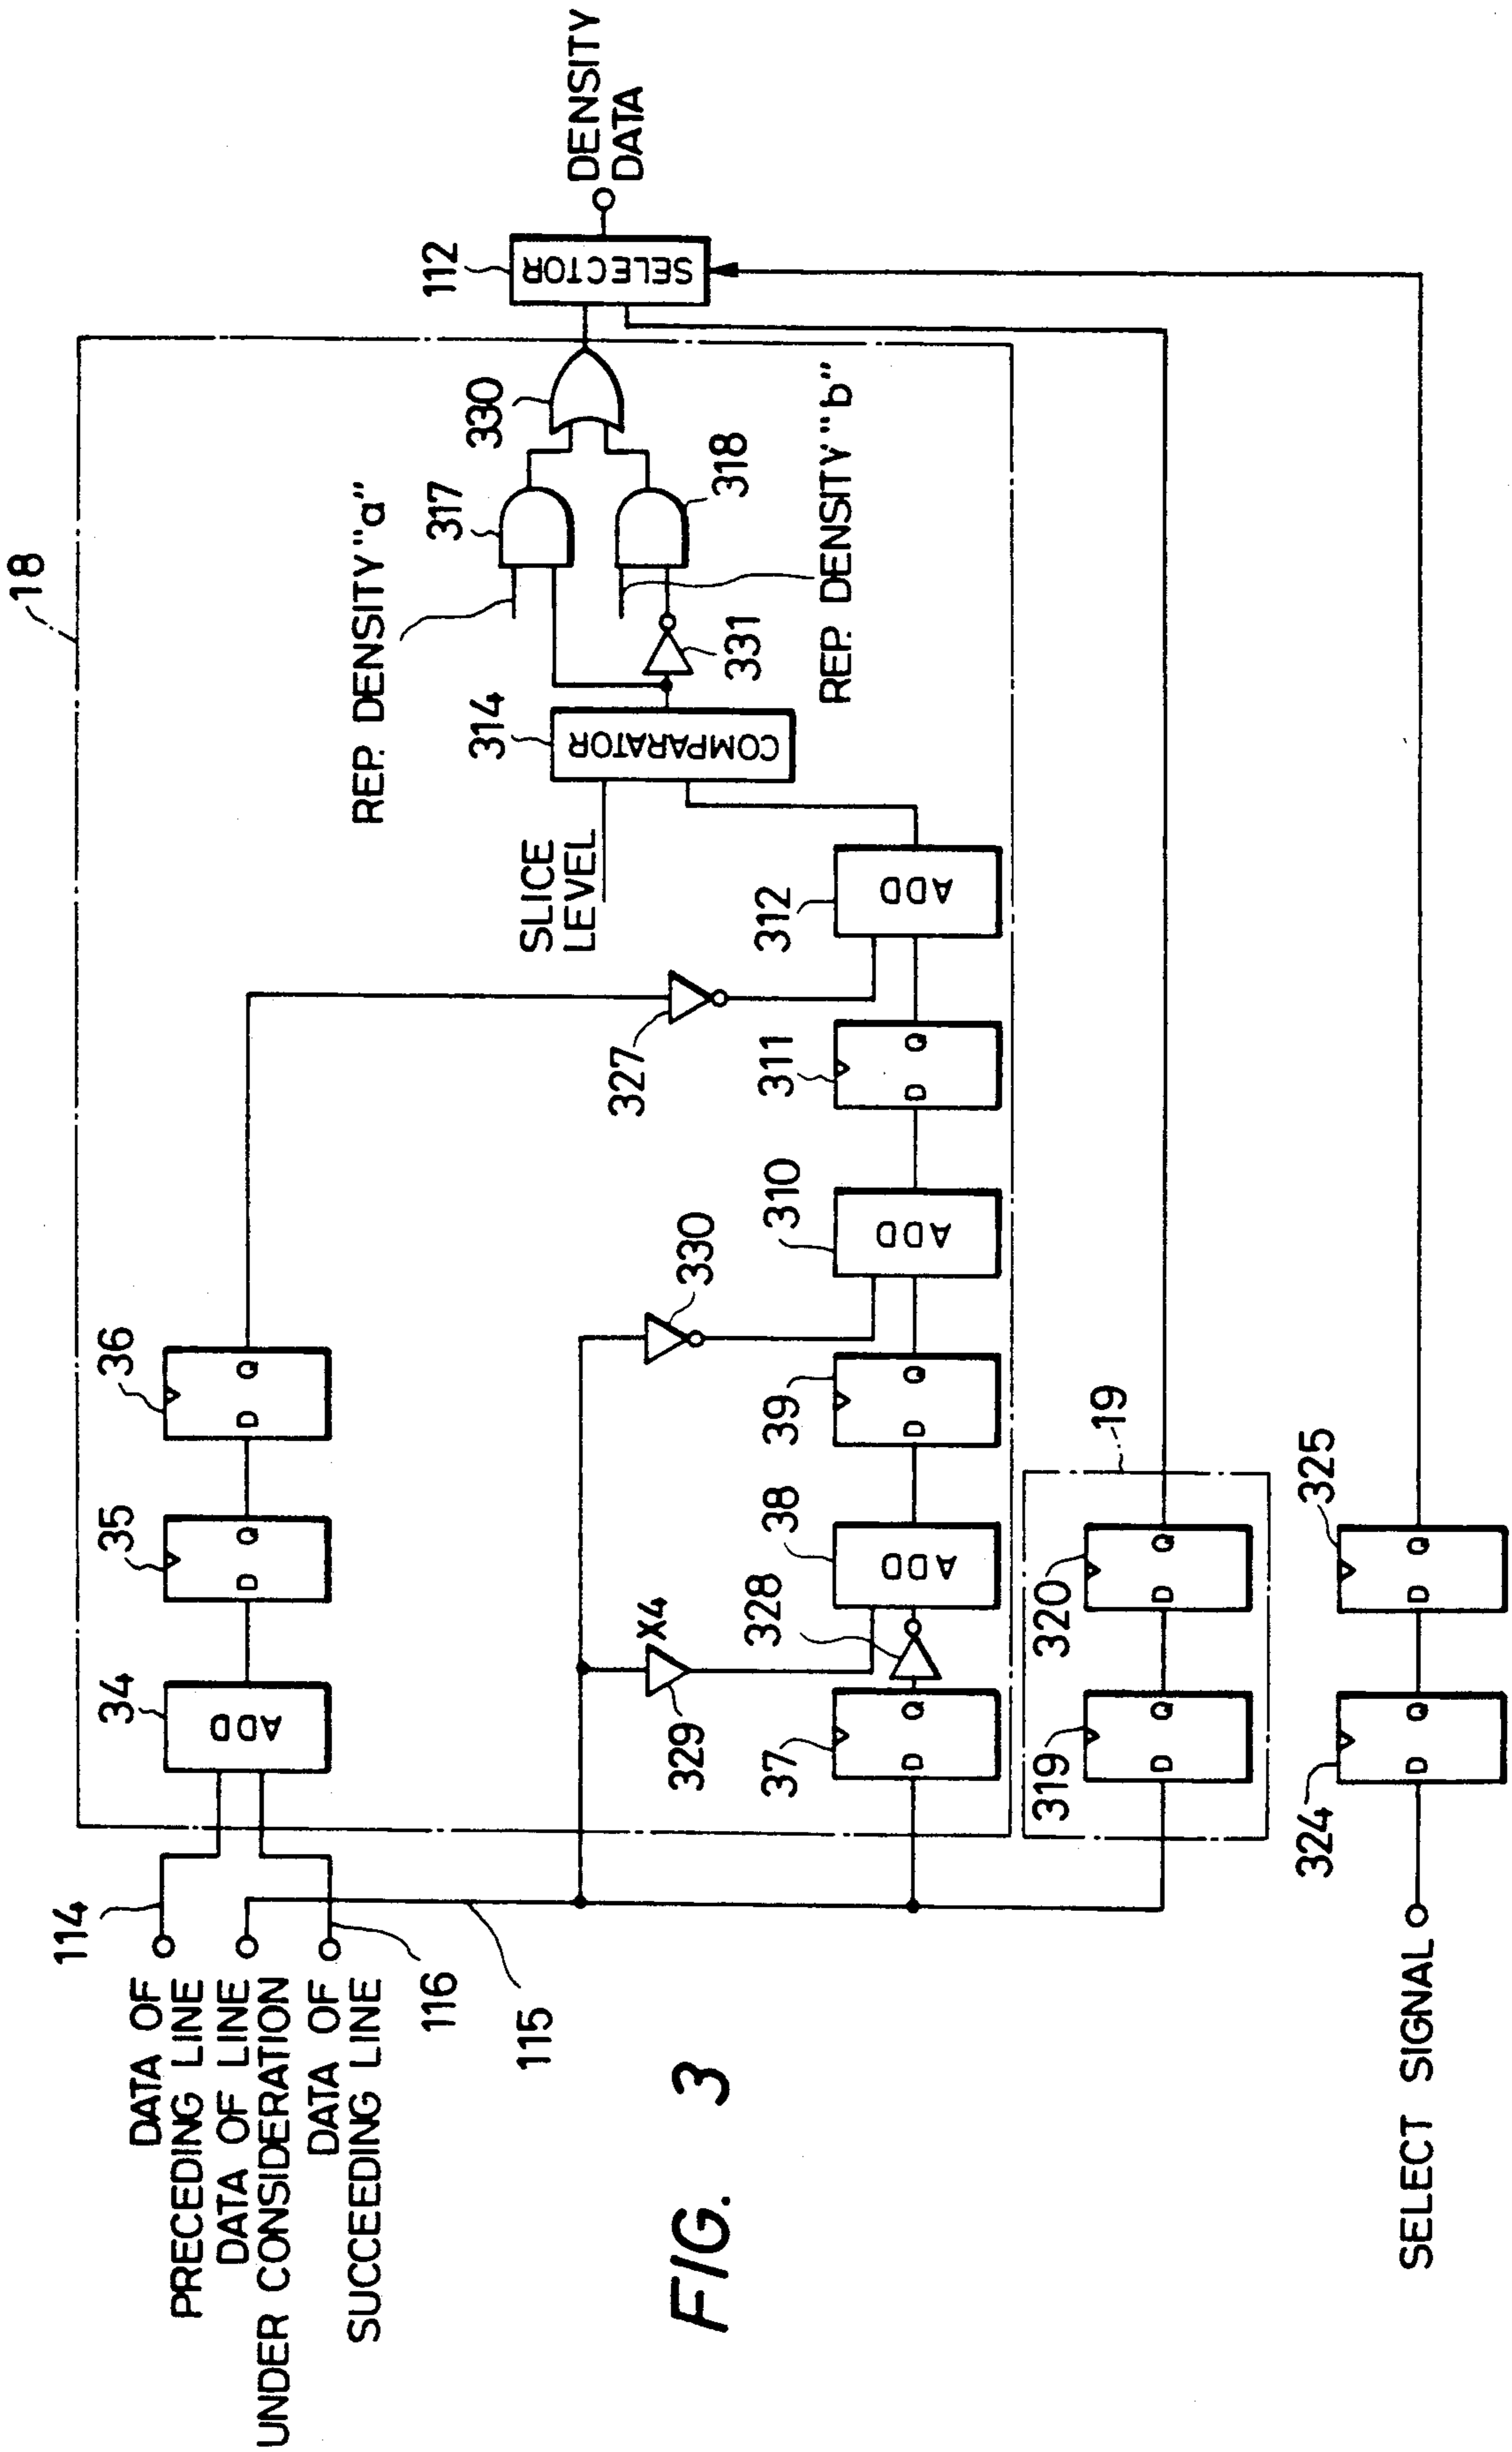 FIG. 3
18
DATA OF
PRECEDING LINE
114
DATA OF LINE
UNDER CONSIDERATION
115
DATA OF
SUCCEEDING LINE
116
34
ADD
35
D Q
36
D Q
327
329
X4
330
37
D Q
328
38
ADD
39
D Q
310
ADD
311
D Q
312
ADD
SLICE
LEVEL
314
COMPARATOR
331
REP. DENSITY "a"
317
REP. DENSITY "b"
318
330
112
SELECTOR
DENSITY
DATA
19
319
D Q
320
D Q
SELECT SIGNAL
324
D Q
325
D Q